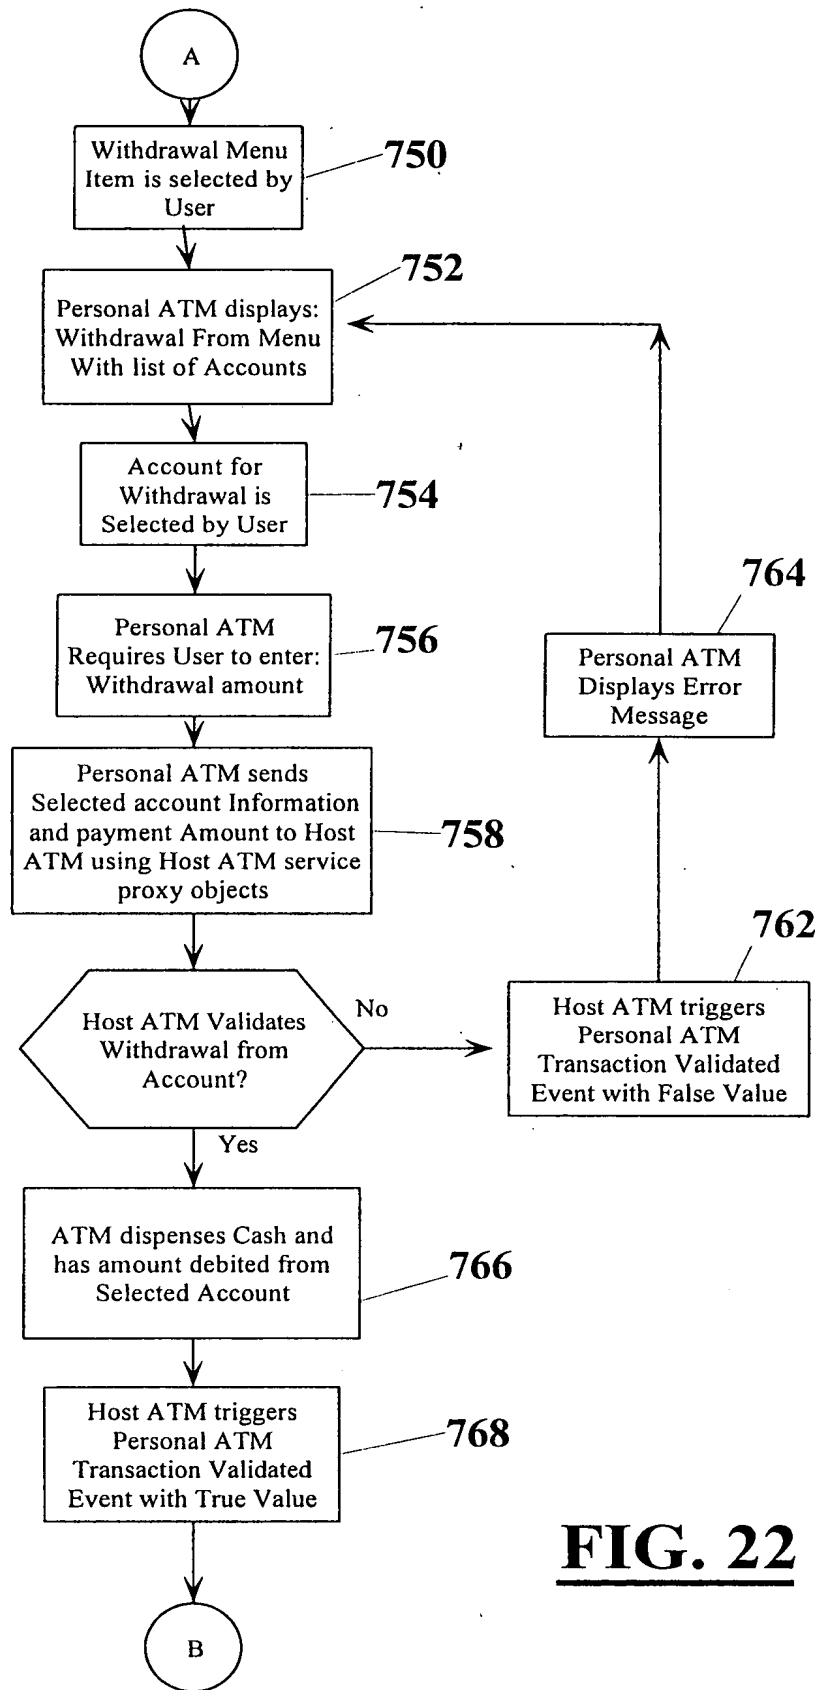 A
Withdrawal Menu
Item is selected by
User
750
Personal ATM displays:
Withdrawal From Menu
With list of Accounts
752
Account for
Withdrawal is
Selected by User
754
Personal ATM
Requires User to enter:
Withdrawal amount
756
764
Personal ATM
Displays Error
Message
Personal ATM sends
Selected account Information
and payment Amount to Host
ATM using Host ATM service
proxy objects
758
762
Host ATM Validates
Withdrawal from
Account?
No
Host ATM triggers
Personal ATM
Transaction Validated
Event with False Value
Yes
ATM dispenses Cash and
has amount debited from
Selected Account
766
Host ATM triggers
Personal ATM
Transaction Validated
Event with True Value
768
FIG. 22
B